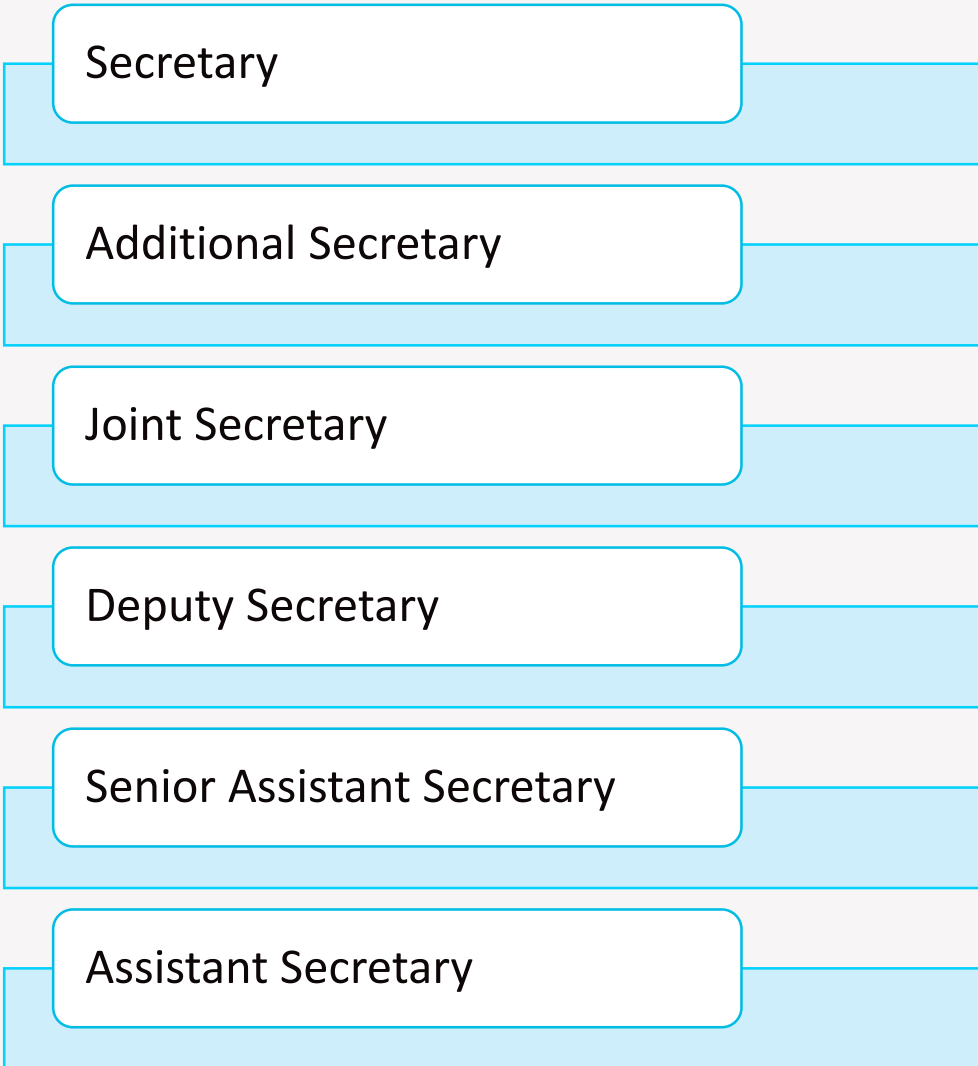 Secretary
Additional Secretary
Joint Secretary
Deputy Secretary
Senior Assistant Secretary
Assistant Secretary